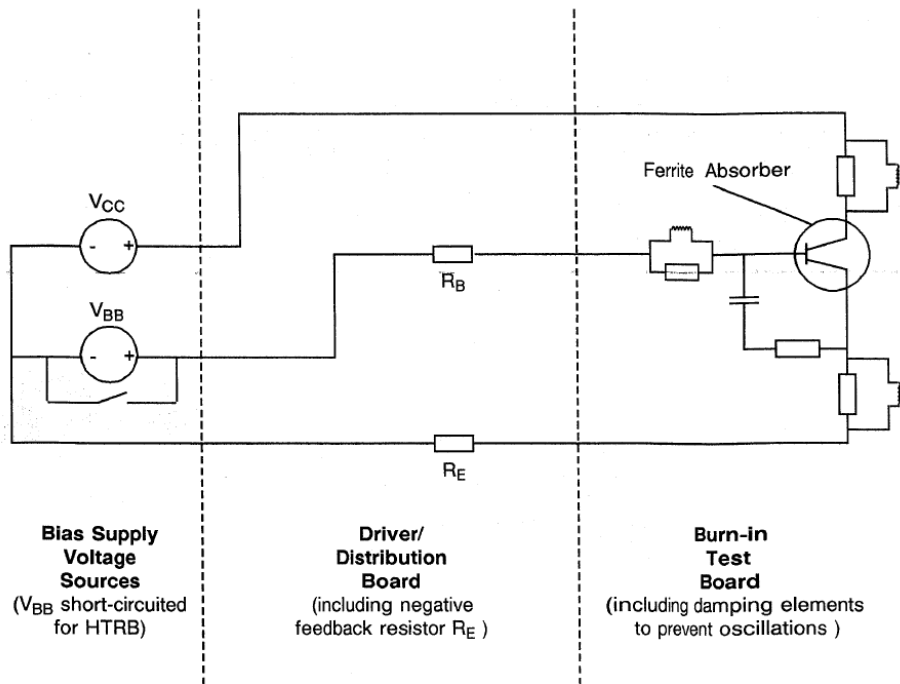 Ferrite Absorber
VCC
- +
RB
VBB
- +
RE
Bias Supply
Voltage
Sources
(VBB short-circuited
for HTRB)
Driver/
Distribution
Board
(including negative
feedback resistor RE )
Burn-in
Test
Board
(including damping elements
to prevent oscillations )